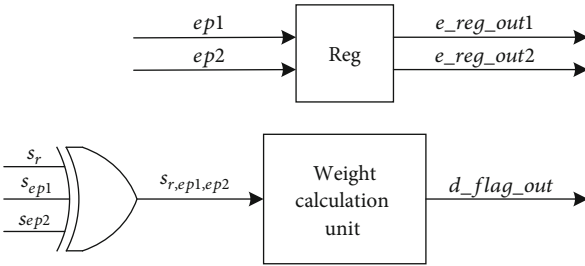 ep1
ep2
Reg
e_reg_out1
e_reg_out2
s_r
s_ep1
s_ep2
s_r,ep1,ep2
Weight
calculation
unit
d_flag_out